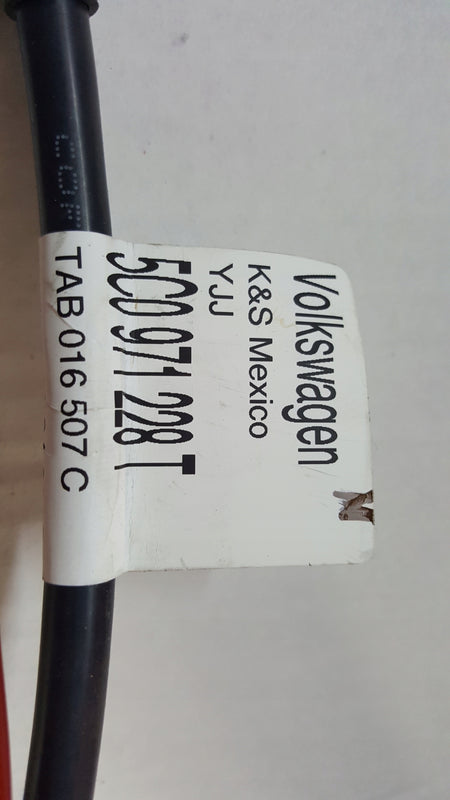 Volkswagen
K&S Mexico
YJJ
5C0 971 228 T
TAB 016 507 C